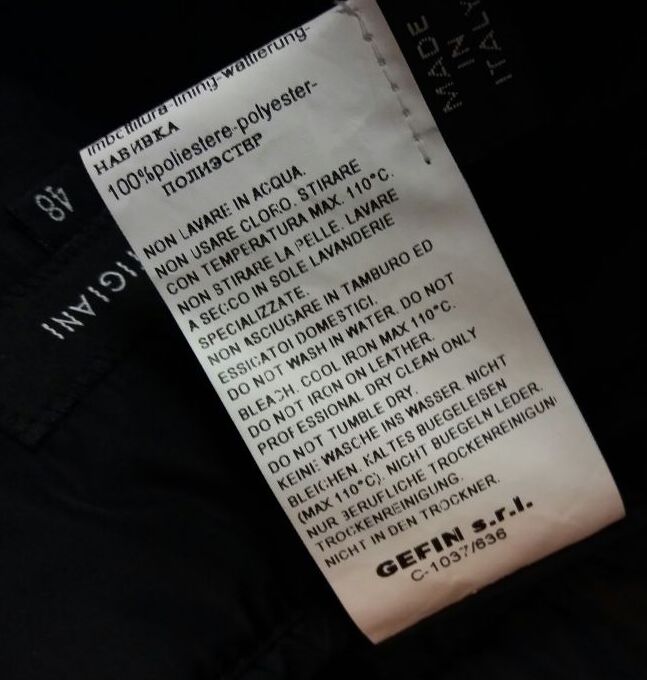 imbottitura-lining-wattierung-
НАБИВКА
100%poliestere-polyester-
ПОЛИЭСТЕР
NON LAVARE IN ACQUA.
NON USARE CLORO. STIRARE
CON TEMPERATURA MAX. 110°C.
NON STIRARE LA PELLE. LAVARE
A SECCO IN SOLE LAVANDERIE
SPECIALIZZATE.
NON ASCIUGARE IN TAMBURO ED
ESSICATOI DOMESTICI.
DO NOT WASH IN WATER. DO NOT
BLEACH. COOL IRON MAX 110°C.
DO NOT IRON ON LEATHER.
PROFESSIONAL DRY CLEAN ONLY
DO NOT TUMBLE DRY.
KEINE WASCHE INS WASSER. NICHT
BLEICHEN. KALTES BUEGELEISEN
(MAX 110°C). NICHT BUEGELN LEDER.
NUR BERUFLICHE TROCKENREINIGUN
TROCKENREINIGUNG.
NICHT IN DEN TROCKNER.
GEFIN s.r.l.
C-1037/636
MADE
IN
ITALY
48
IGIANI